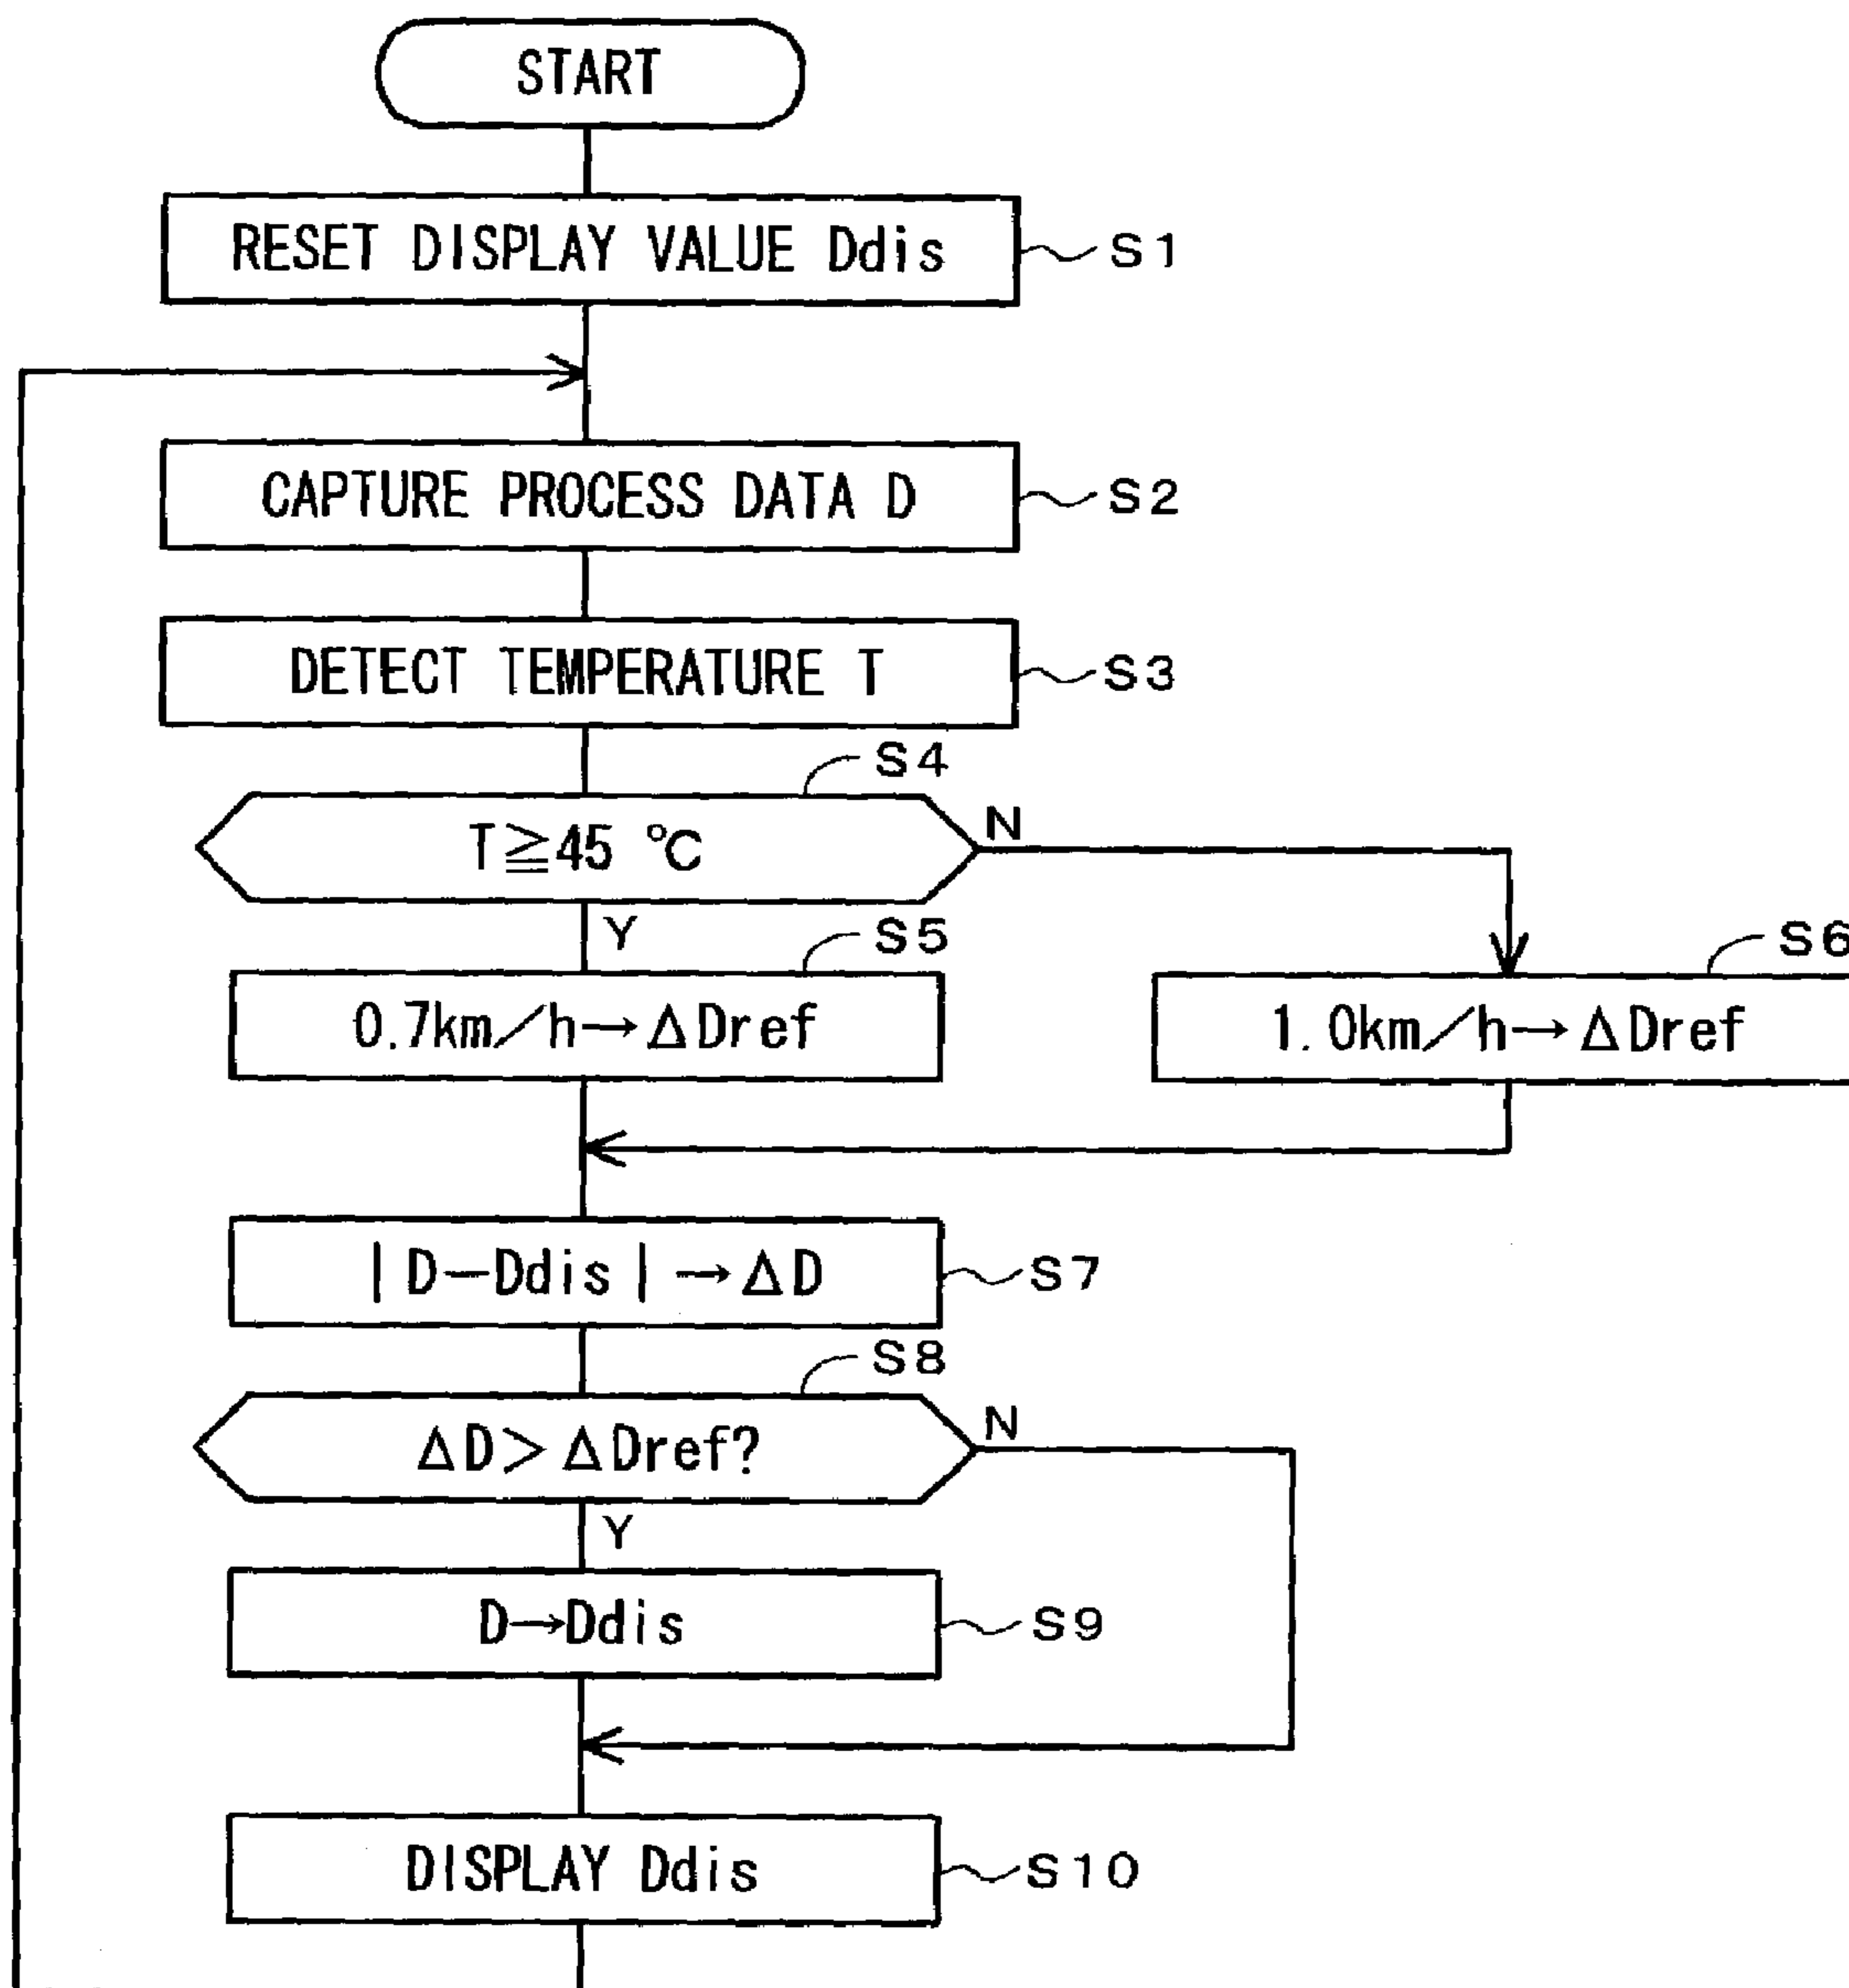 START
RESET DISPLAY VALUE Ddis
S1
CAPTURE PROCESS DATA D
S2
DETECT TEMPERATURE T
S3
S4
T≧45 °C
N
Y
S5
S6
0.7km/h→ΔDref
1.0km/h→ΔDref
|D−Ddis|→ΔD
S7
S8
ΔD>ΔDref?
N
Y
D→Ddis
S9
DISPLAY Ddis
S10